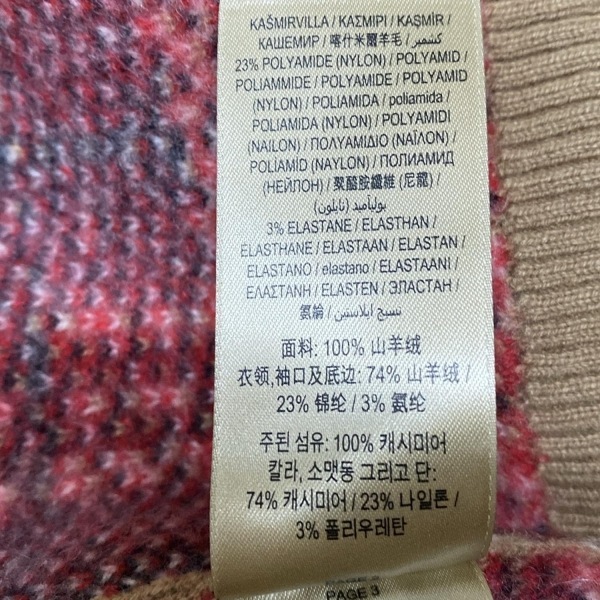 KAŠMIRVILLA / ΚΑΣΜΙΡΙ / KAŞMİR /
КАШЕМИР / 喀什米爾羊毛 / كشمير /
23% POLYAMIDE (NYLON) / POLYAMID /
POLIAMMIDE / POLYAMIDE / POLYAMID
(NYLON) / POLIAMIDA / poliamida /
POLIAMIDA (NYLON) / POLYAMIDI
(NAILON) / ΠΟΛΥΑΜΙΔΙΟ (ΝΑΪΛΟΝ) /
POLİAMİD (NAYLON) / ПОЛИАМИД
(НЕЙЛОН) / 聚醯胺纖維 (尼龍) /
بولياميد (نايلون)
3% ELASTANE / ELASTHAN /
ELASTHANE / ELASTAAN / ELASTAN /
ELASTANO / elastano / ELASTAANI /
ΕΛΑΣΤΑΝΗ / ELASTEN / ЭЛАСТАН /
氨綸 / نسيج ايلاستين /
面料: 100% 山羊绒
衣领,袖口及底边: 74% 山羊绒 /
23% 锦纶 / 3% 氨纶
주된 섬유: 100% 캐시미어
칼라, 소맷동 그리고 단:
74% 캐시미어 / 23% 나일론 /
3% 폴리우레탄
PAGE 3